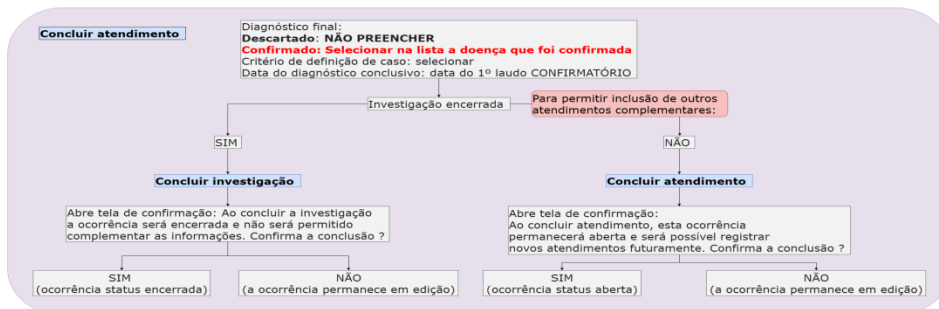 Concluir atendimento
Diagnóstico final:
Descartado: NÃO PREENCHER
Confirmado: Selecionar na lista a doença que foi confirmada
Critério de definição de caso: selecionar
Data do diagnóstico conclusivo: data do 1º laudo CONFIRMATÓRIO
Investigação encerrada
Para permitir inclusão de outros
atendimentos complementares:
SIM
NÃO
Concluir investigação
Concluir atendimento
Abre tela de confirmação: Ao concluir a investigação
a ocorrência será encerrada e não será permitido
complementar as informações. Confirma a conclusão ?
Abre tela de confirmação:
Ao concluir atendimento, esta ocorrência
permanecerá aberta e será possível registrar
novos atendimentos futuramente. Confirma a conclusão ?
SIM
(ocorrência status encerrada)
NÃO
(a ocorrência permanece em edição)
SIM
(ocorrência status aberta)
NÃO
(a ocorrência permanece em edição)